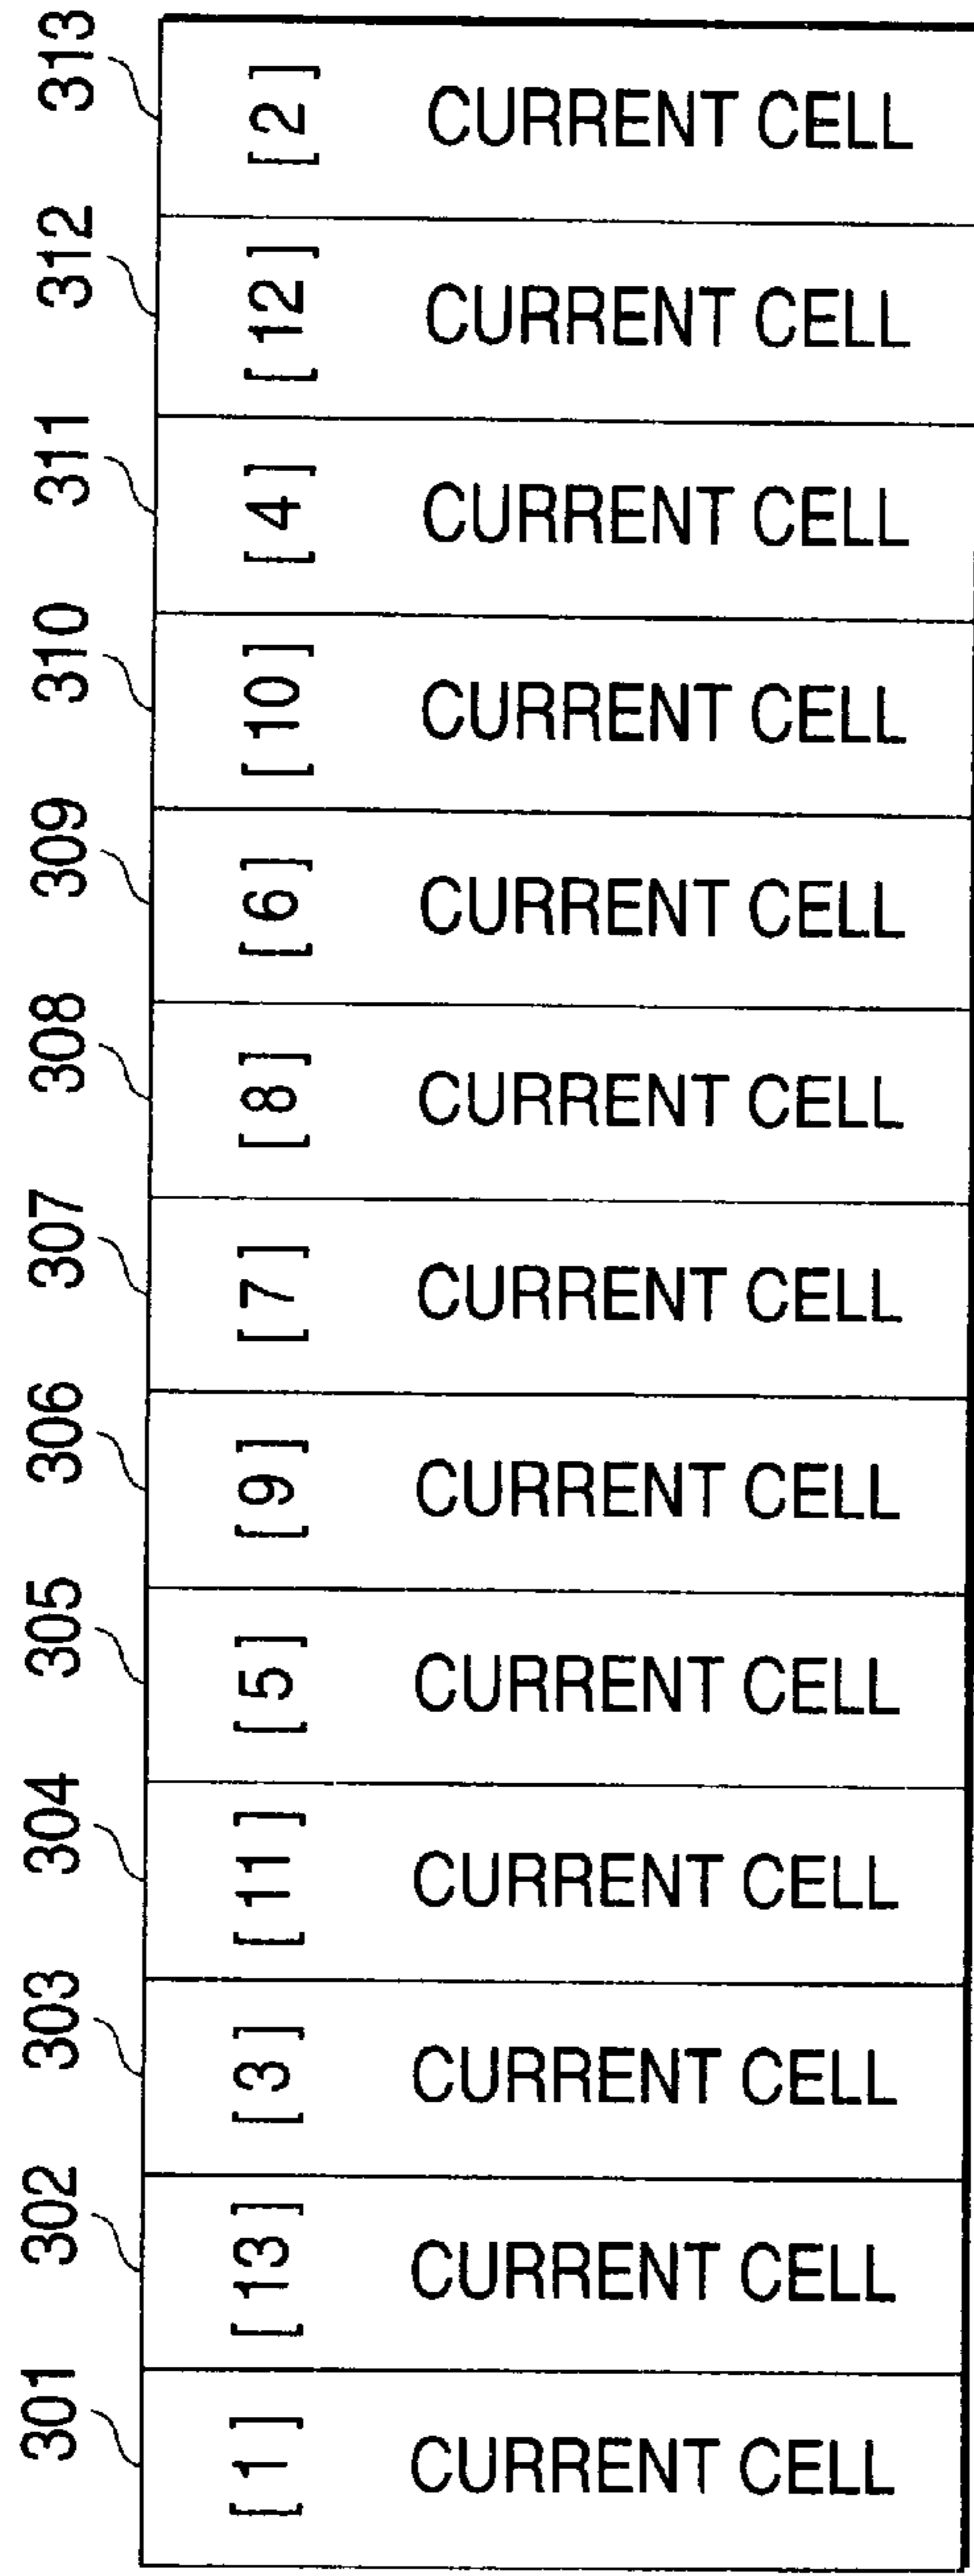 313
[ 2 ] CURRENT CELL
312
[ 12 ] CURRENT CELL
311
[ 4 ] CURRENT CELL
310
[ 10 ] CURRENT CELL
309
[ 6 ] CURRENT CELL
308
[ 8 ] CURRENT CELL
307
[ 7 ] CURRENT CELL
306
[ 9 ] CURRENT CELL
305
[ 5 ] CURRENT CELL
304
[ 11 ] CURRENT CELL
303
[ 3 ] CURRENT CELL
302
[ 13 ] CURRENT CELL
301
[ 1 ] CURRENT CELL